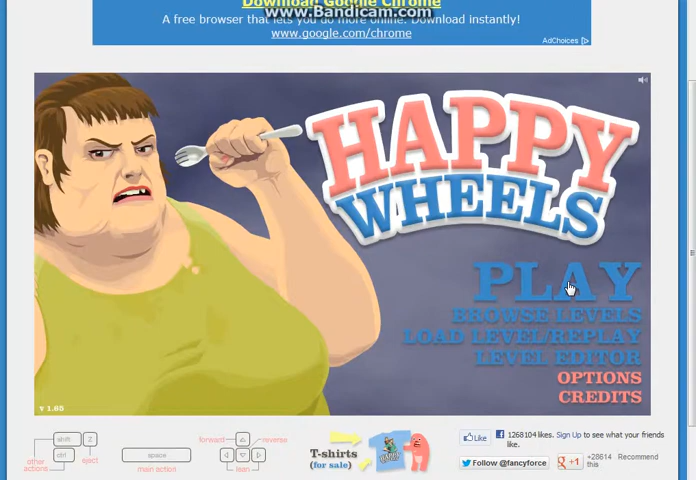 Download Google Chrome
www.Bandicam.com
A free browser that lets you do more online. Download instantly!
www.google.com/chrome
AdChoices
HAPPY
WHEELS
PLAY
BROWSE LEVELS
LOAD LEVEL/REPLAY
LEVEL EDITOR
OPTIONS
CREDITS
v 1.65
shift
Z
other actions
ctrl
eject
space
main action
forward
reverse
lean
T-shirts
(for sale)
HAPPY
Like
1268104 likes. Sign Up to see what your friends
like.
Follow @fancyforce
+1
+28614 Recommend
this